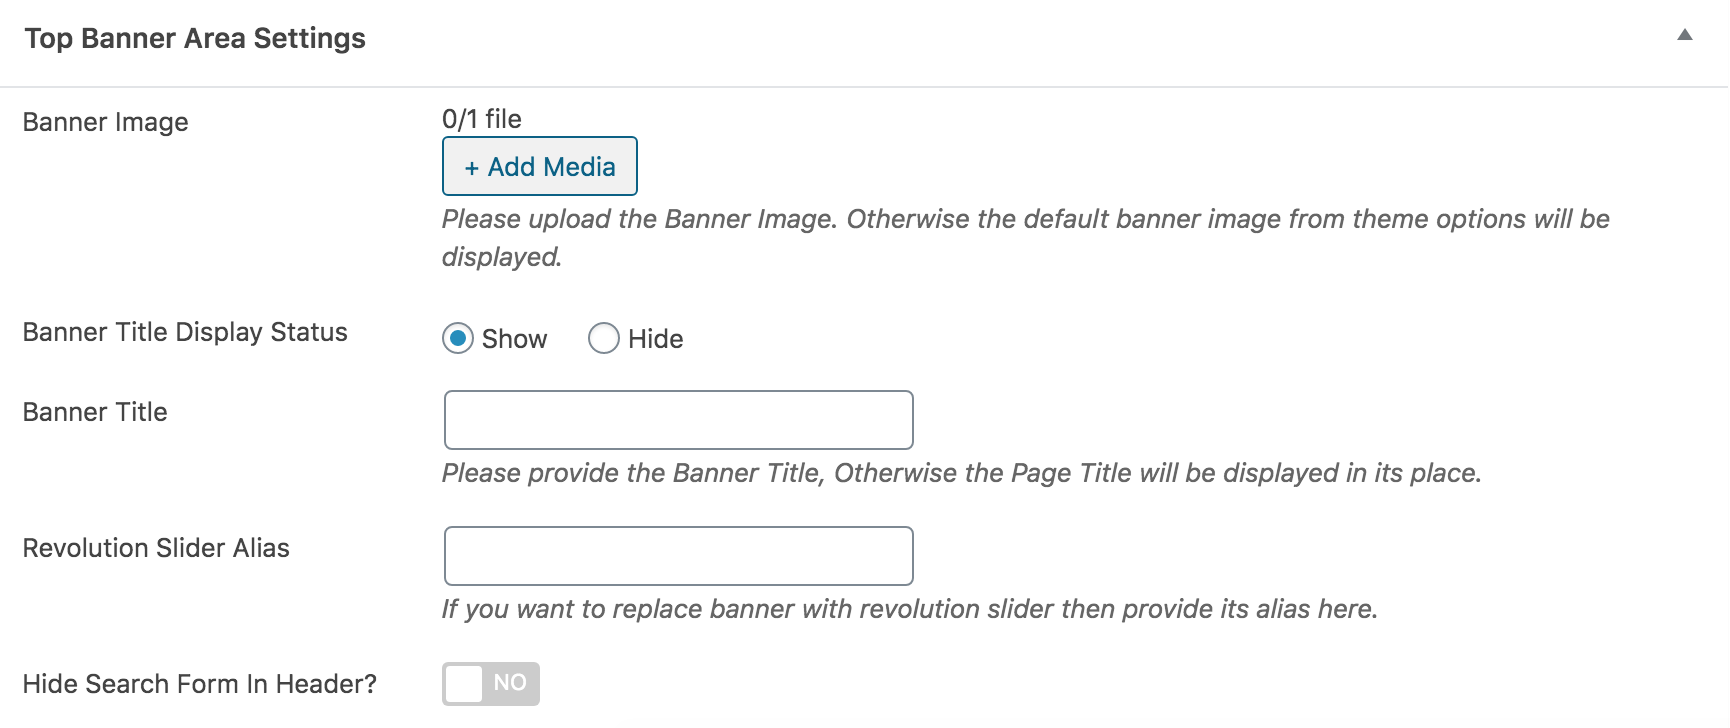 Top Banner Area Settings
Banner Image
0/1 file
+ Add Media
Please upload the Banner Image. Otherwise the default banner image from theme options will be
displayed.
Banner Title Display Status
Show
Hide
Banner Title
Please provide the Banner Title, Otherwise the Page Title will be displayed in its place.
Revolution Slider Alias
If you want to replace banner with revolution slider then provide its alias here.
Hide Search Form In Header?
NO